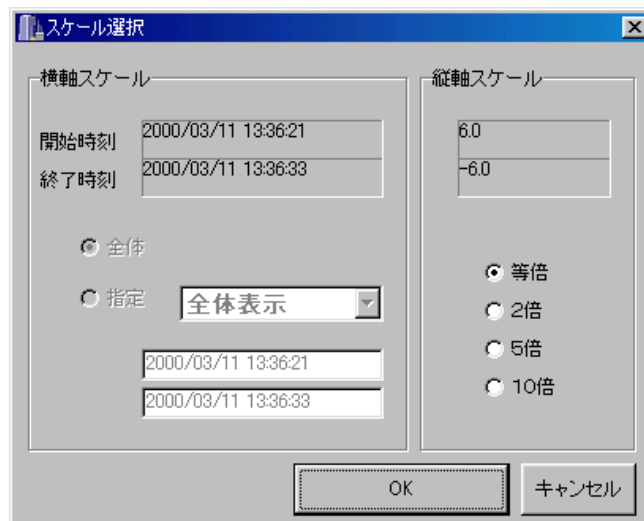 スケール選択
横軸スケール
開始時刻 2000/03/11 13:36:21
終了時刻 2000/03/11 13:36:33
全体
指定 全体表示
2000/03/11 13:36:21
2000/03/11 13:36:33
縦軸スケール
6.0
-6.0
等倍
2倍
5倍
10倍
OK キャンセル